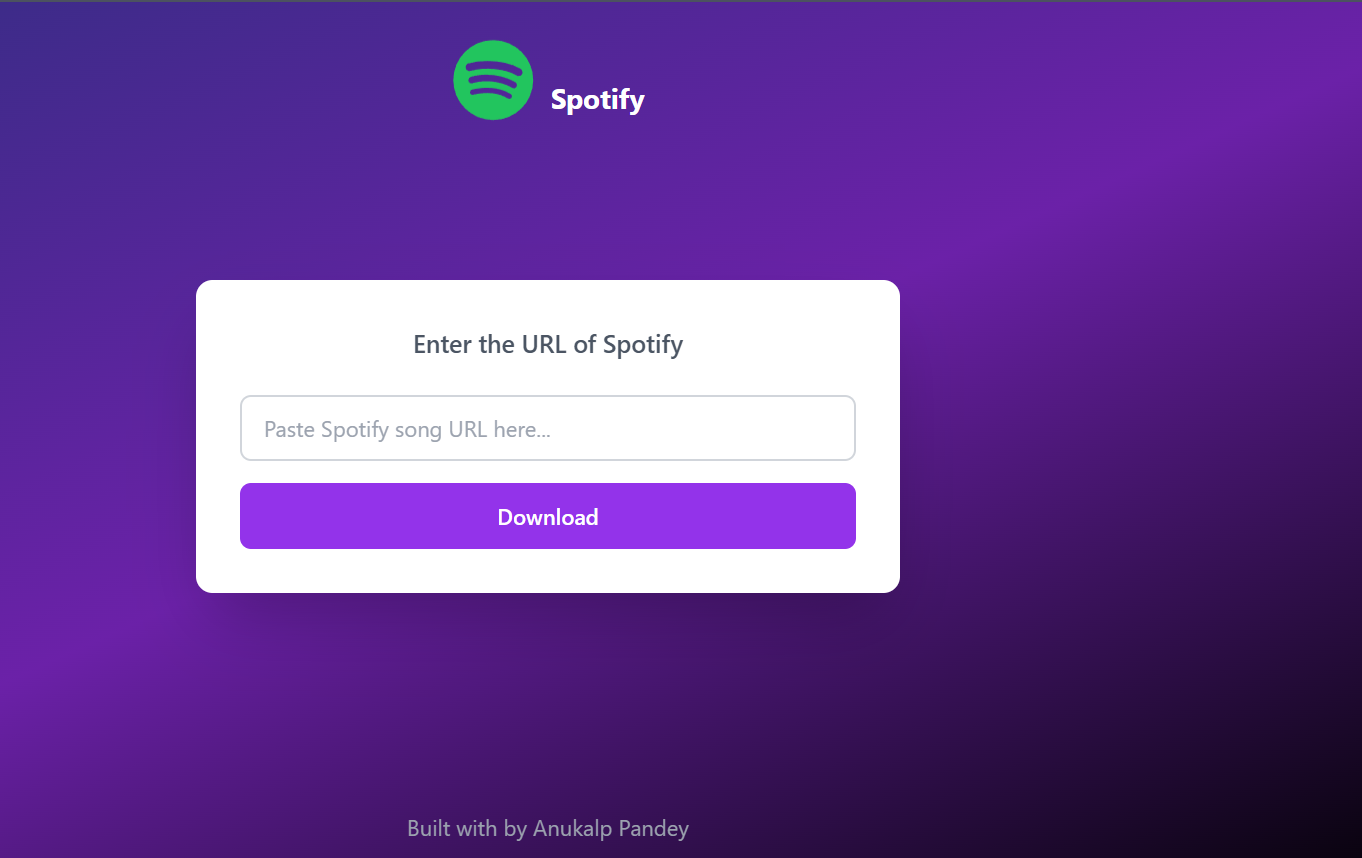 Spotify
Enter the URL of Spotify
Paste Spotify song URL here...
Download
Built with by Anukalp Pandey